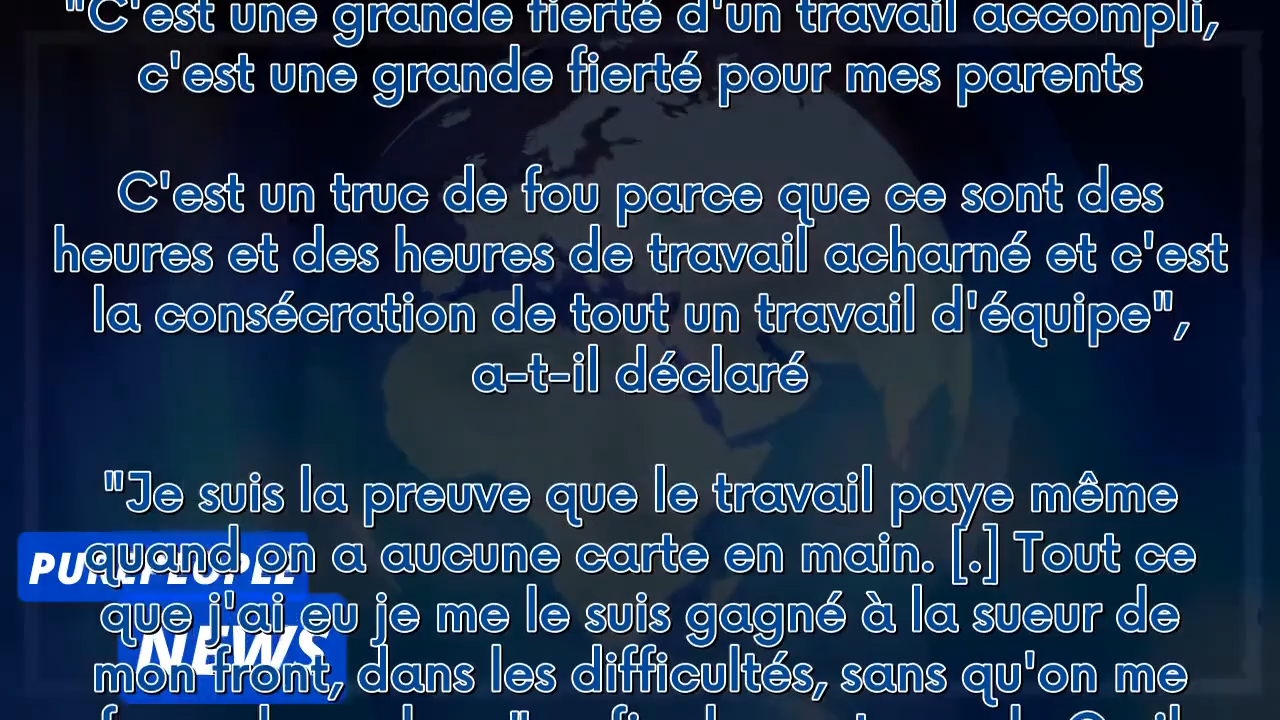 "C'est une grande fierté d'un travail accompli,
c'est une grande fierté pour mes parents
C'est un truc de fou parce que ce sont des
heures et des heures de travail acharné et c'est
la consécration de tout un travail d'équipe",
a-t-il déclaré
"Je suis la preuve que le travail paye même
quand on a aucune carte en main. [.] Tout ce
PUREPEOPLE
que j'ai eu je me le suis gagné à la sueur de
NEWS
mon front, dans les difficultés, sans qu'on me